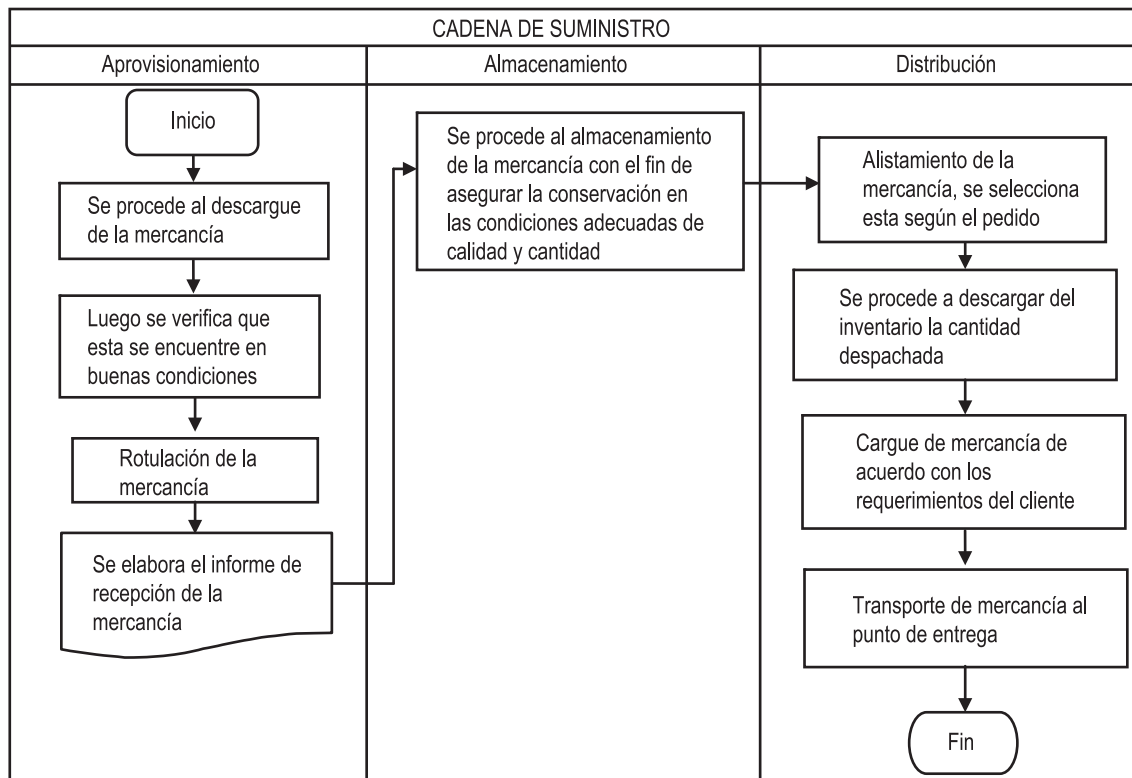 CADENA DE SUMINISTRO
Aprovisionamiento
Almacenamiento
Distribución
Inicio
Se procede al descargue
de la mercancía
Luego se verifica que
esta se encuentre en
buenas condiciones
Rotulación de la
mercancía
Se elabora el informe de
recepción de la
mercancía
Se procede al almacenamiento
de la mercancía con el fin de
asegurar la conservación en
las condiciones adecuadas de
calidad y cantidad
Alistamiento de la
mercancía, se selecciona
esta según el pedido
Se procede a descargar del
inventario la cantidad
despachada
Cargue de mercancía de
acuerdo con los
requerimientos del cliente
Transporte de mercancía al
punto de entrega
Fin